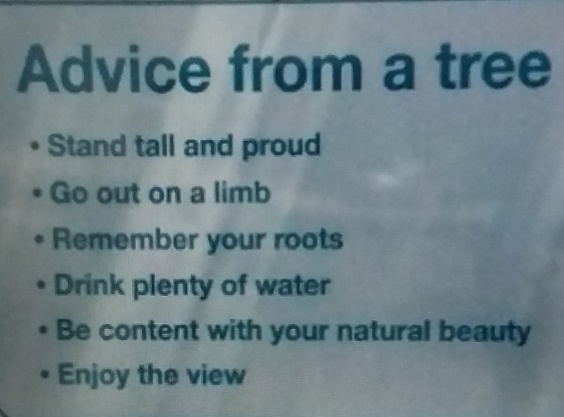 Advice from a tree
• Stand tall and proud
• Go out on a limb
• Remember your roots
• Drink plenty of water
• Be content with your natural beauty
• Enjoy the view